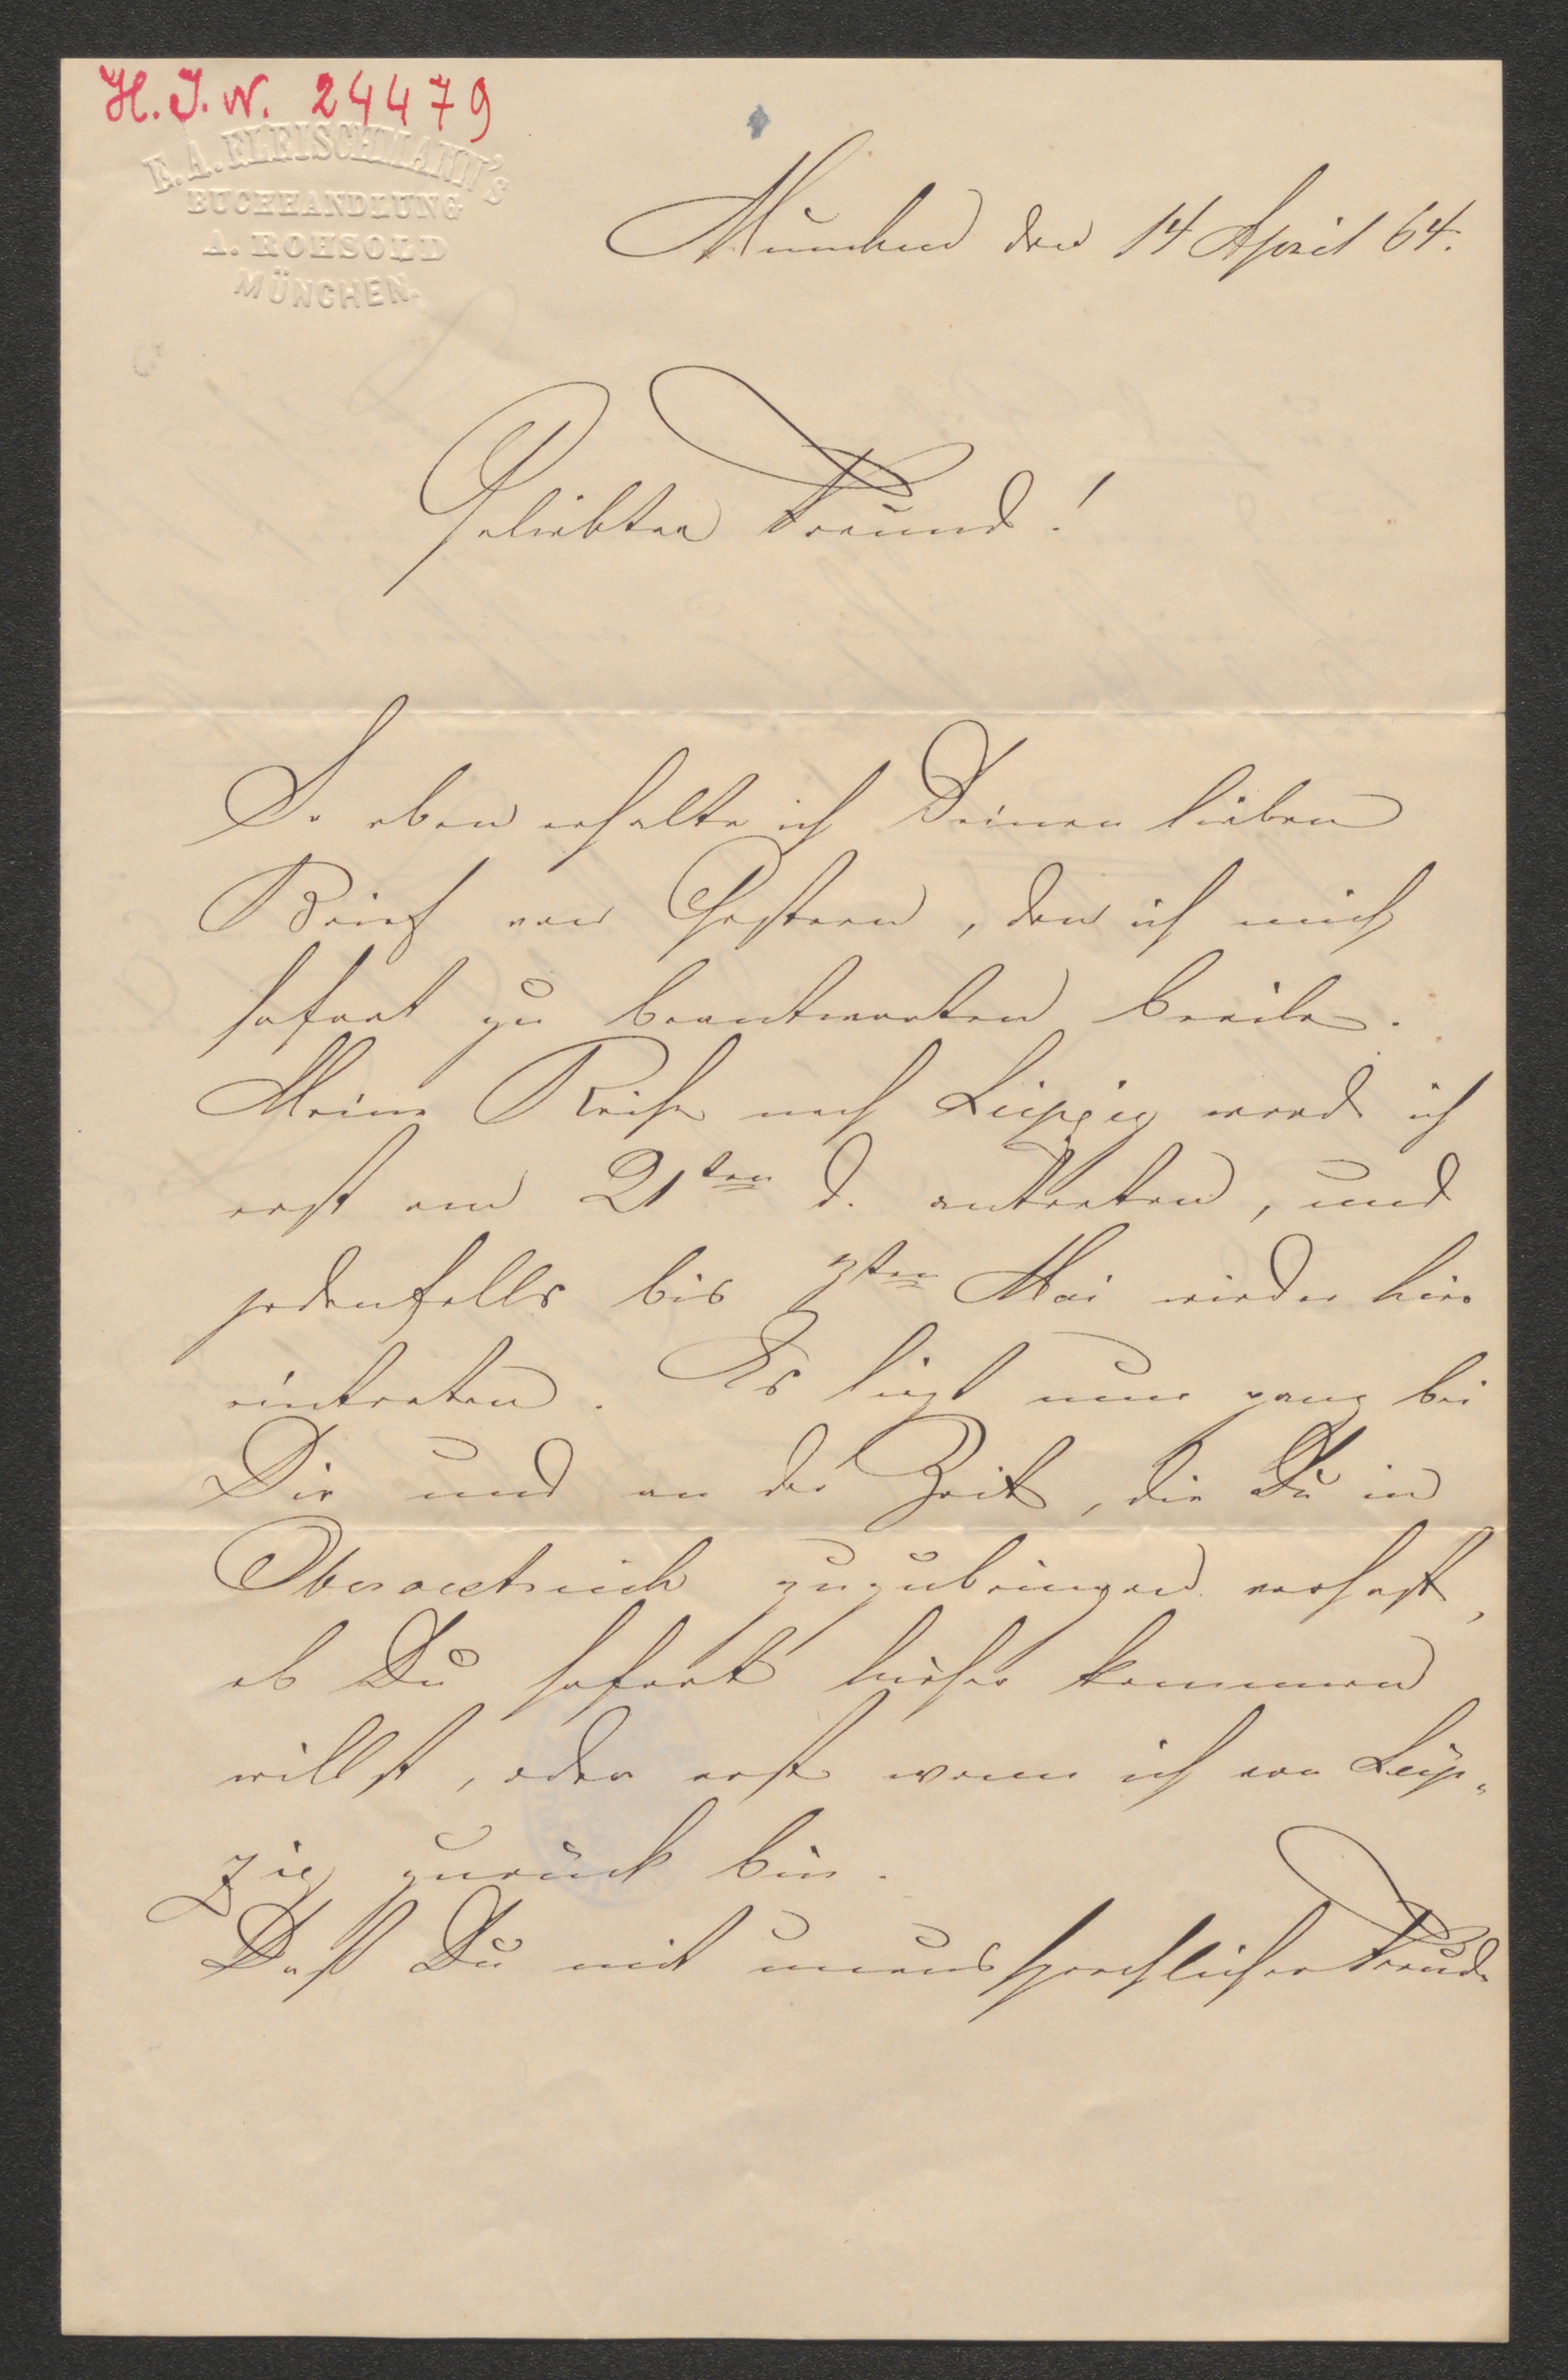 H. I. N. 24479
E. A. FLEISCHMANN'S
BUCHHANDLUNG
A. ROHSOLD
MÜNCHEN.
München den 14 April 64.
Geliebter Freund!
So eben erhalte ich Deinen lieben
Brief von Gestern, den ich mich
sofort zu beantworten beeile.
Meine Reise nach Leipzig werde ich
erst am 21ten d. antreten, und
jedenfalls bis Mai wieder hier
eintreten. Es liegt nun ganz bei
Dir und an der Zeit, die Du in
Oberoestreich zuzubringen vorhast,
ob Du sofort hieher kommen
willst, oder erst wenn ich von Leip„
zig zurück bin.
Daß Du mit unaussprechlicher Freude